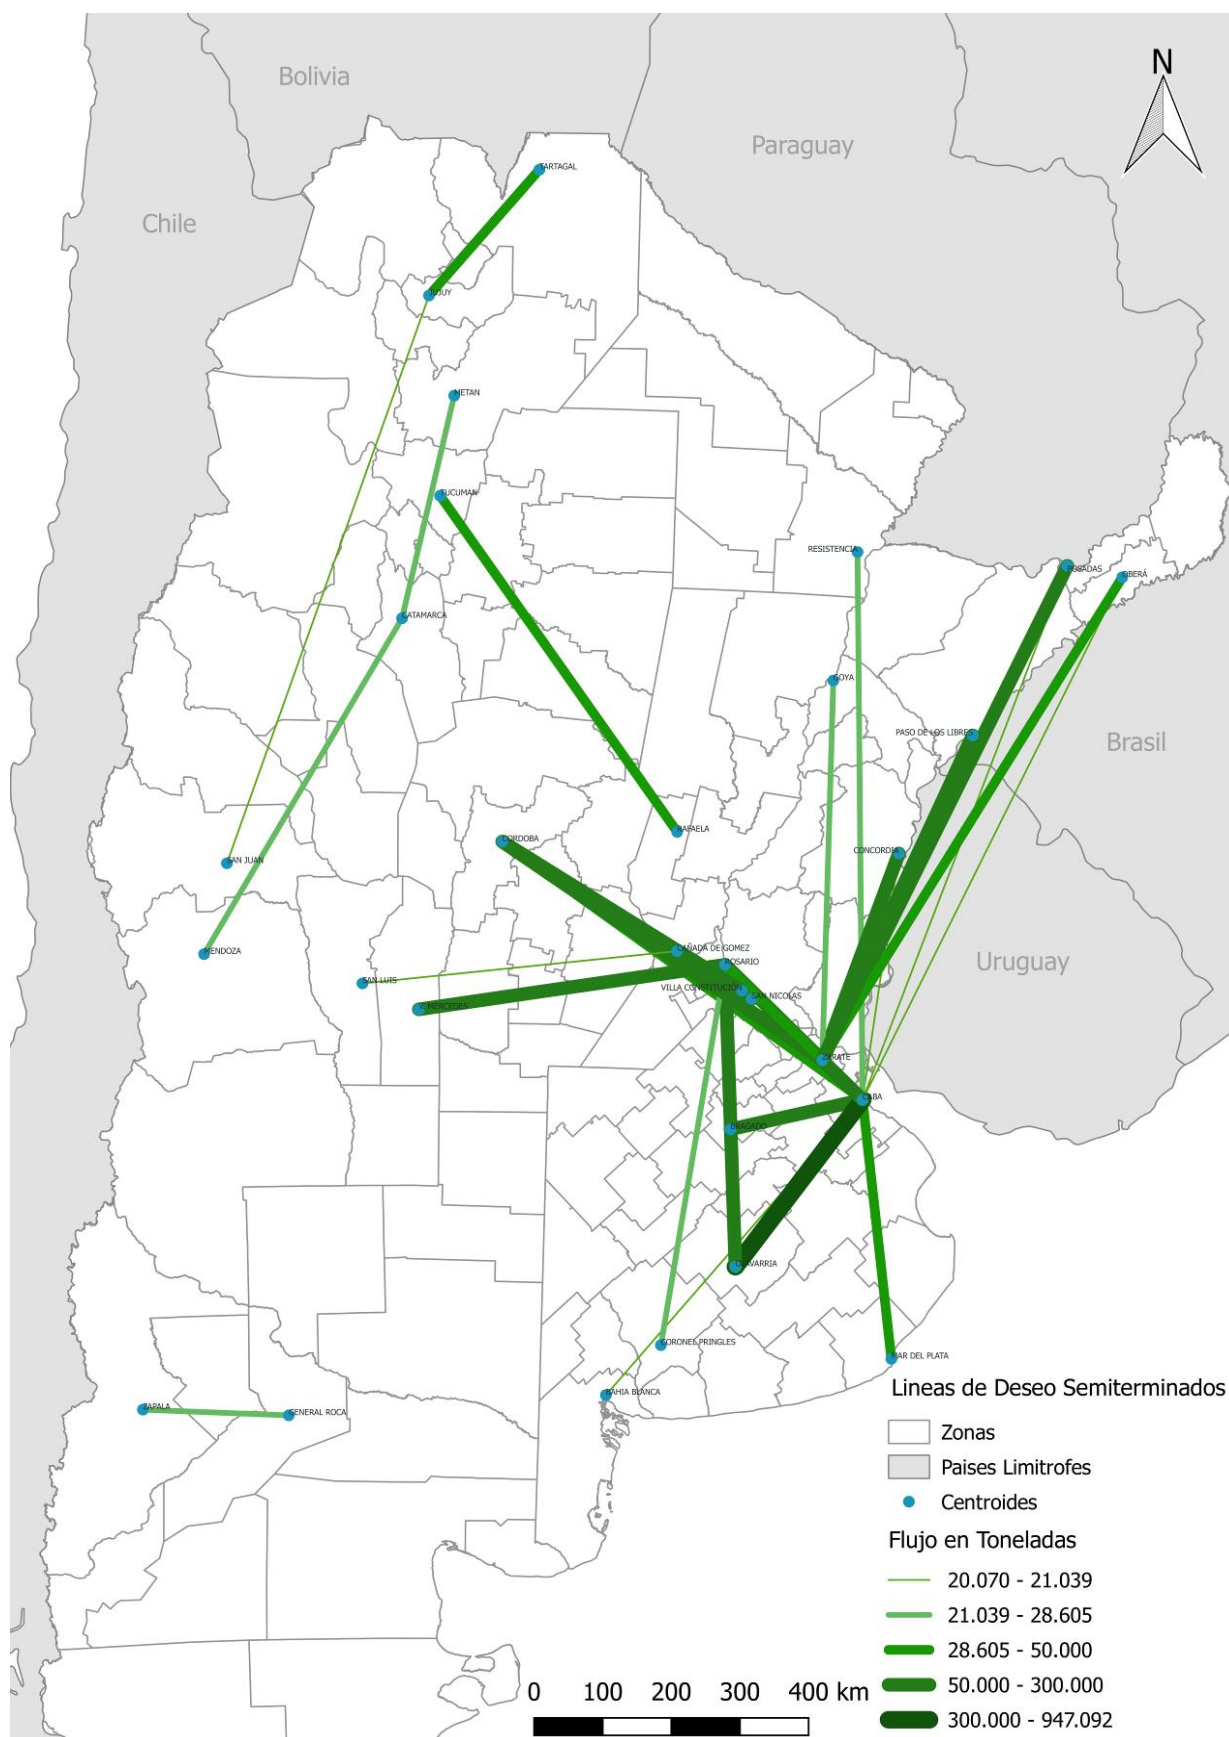 N
Bolivia
Paraguay
Chile
TARTAGAL
JUJUY
METAN
TUCUMAN
RESISTENCIA
POSADAS
OBERÁ
CATAMARCA
GOYA
PASO DE LOS LIBRES
Brasil
RAFAELA
CORDOBA
CONCORDIA
SAN JUAN
MENDOZA
CAÑADA DE GOMEZ
ROSARIO
Uruguay
SAN LUIS
VILLA CONSTITUCIÓN
SAN NICOLAS
V. MERCEDES
ZARATE
CABA
BRAGADO
OLAVARRIA
CORONEL PRINGLES
MAR DEL PLATA
BAHIA BLANCA
ZAPALA
GENERAL ROCA
Lineas de Deseo Semiterminados
Zonas
Paises Limitrofes
Centroides
Flujo en Toneladas
20.070 - 21.039
21.039 - 28.605
28.605 - 50.000
50.000 - 300.000
300.000 - 947.092
0 100 200 300 400 km